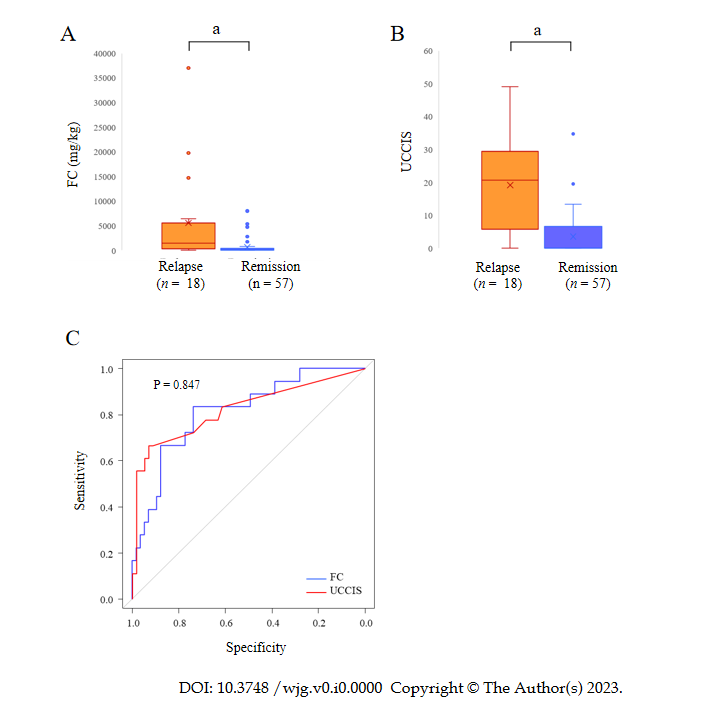 A
a
40000
35000
30000
25000
20000
15000
10000
5000
0
FC (mg/kg)
Relapse
(n = 18)
Remission
(n = 57)
B
a
60
50
40
30
20
10
0
UCCIS
Relapse
(n = 18)
Remission
(n = 57)
C
P = 0.847
1.0
0.8
0.6
0.4
0.2
0.0
Sensitivity
FC
UCCIS
1.0 0.8 0.6 0.4 0.2 0.0
Specificity
DOI: 10.3748 /wjg.v0.i0.0000 Copyright © The Author(s) 2023.